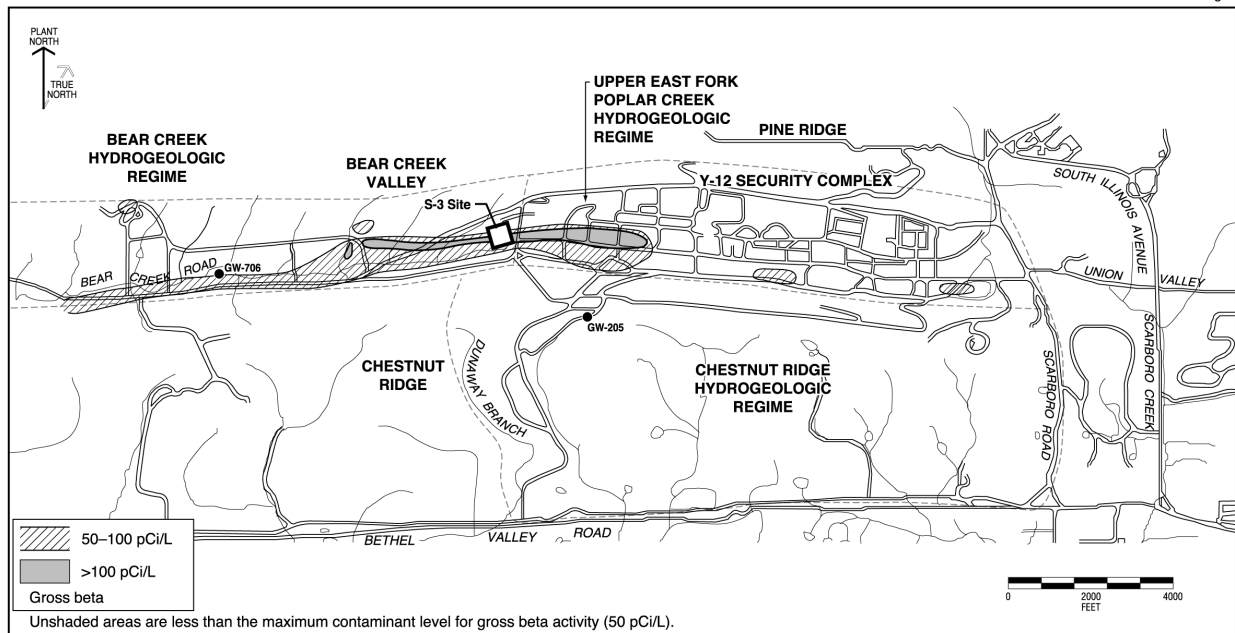 PLANT
NORTH
TRUE
NORTH
BEAR CREEK
HYDROGEOLOGIC
REGIME
BEAR CREEK
VALLEY
S-3 Site
UPPER EAST FORK
POPLAR CREEK
HYDROGEOLOGIC
REGIME
PINE RIDGE
Y-12 SECURITY COMPLEX
SOUTH ILLINOIS AVENUE
UNION VALLEY
BEAR CREEK ROAD
GW-706
GW-205
CHESTNUT
RIDGE
DUNAWAY BRANCH
CHESTNUT RIDGE
HYDROGEOLOGIC
REGIME
SCARBORO ROAD
SCARBORO CREEK
BETHEL VALLEY ROAD
50–100 pCi/L
>100 pCi/L
Gross beta
0 2000 4000
FEET
Unshaded areas are less than the maximum contaminant level for gross beta activity (50 pCi/L).